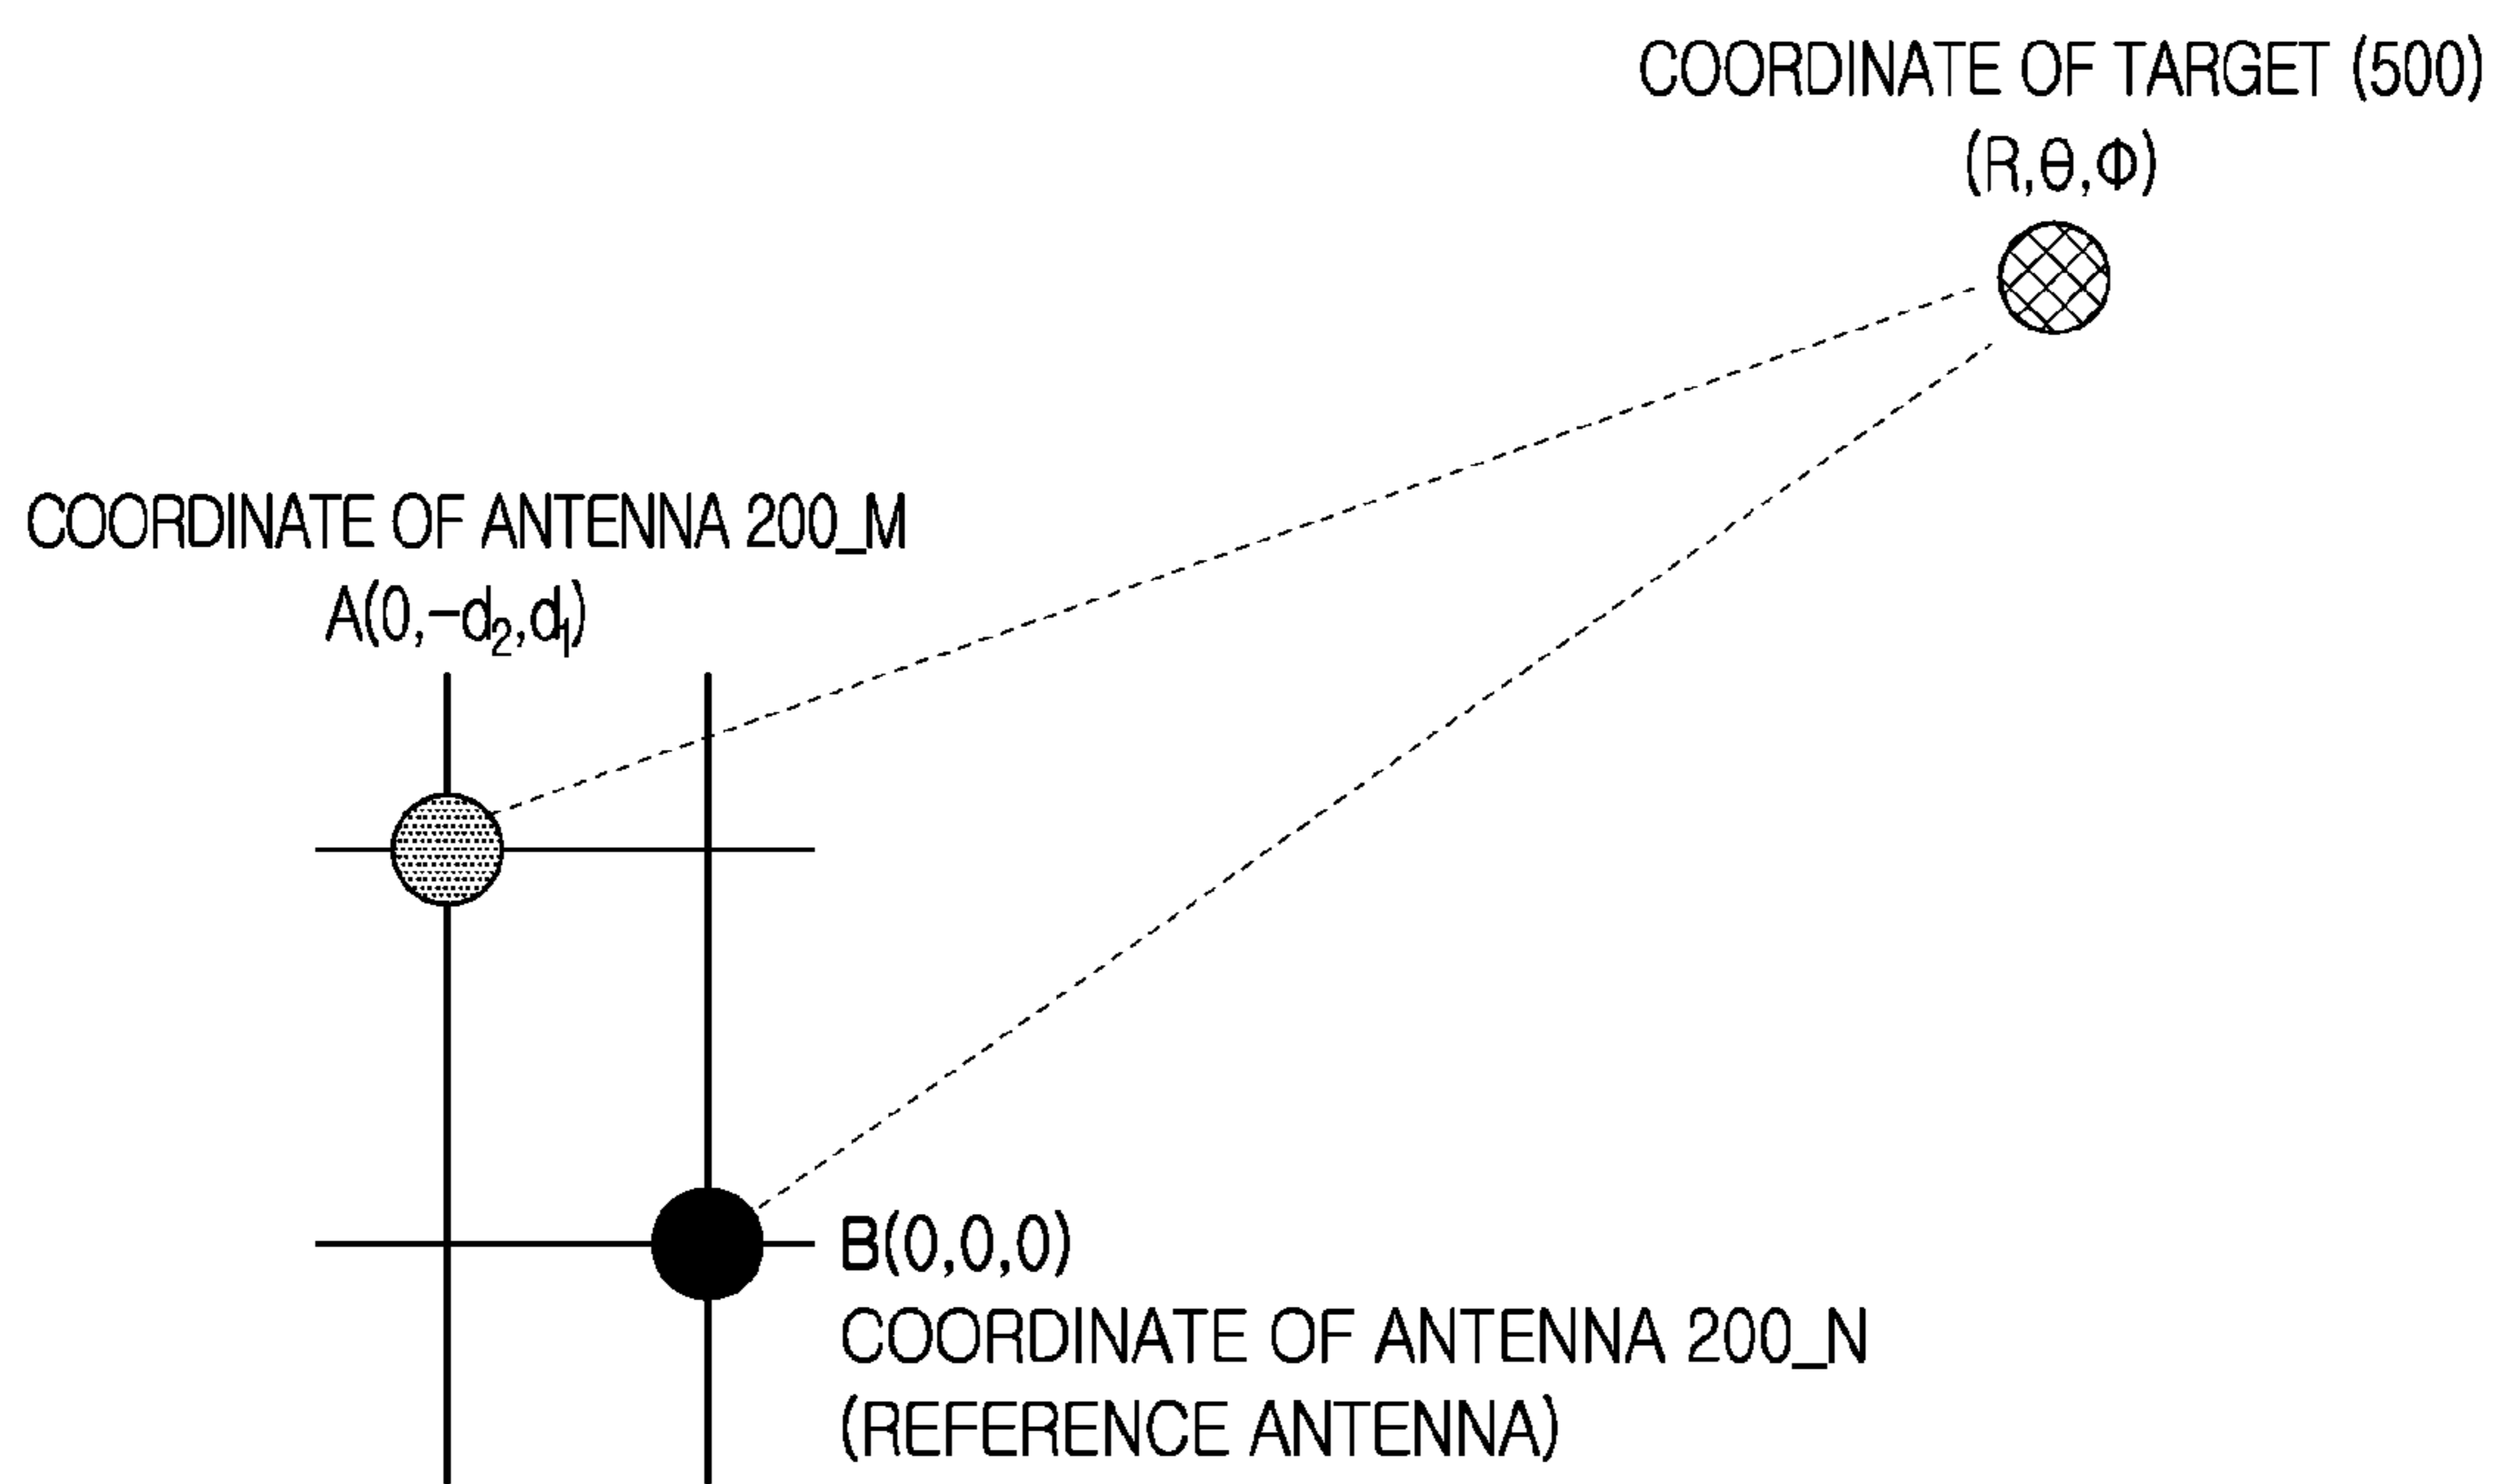 COORDINATE OF TARGET (500)
(R,θ,Φ)
COORDINATE OF ANTENNA 200_M
A(0,-d₂,d₁)
B(0,0,0)
COORDINATE OF ANTENNA 200_N
(REFERENCE ANTENNA)